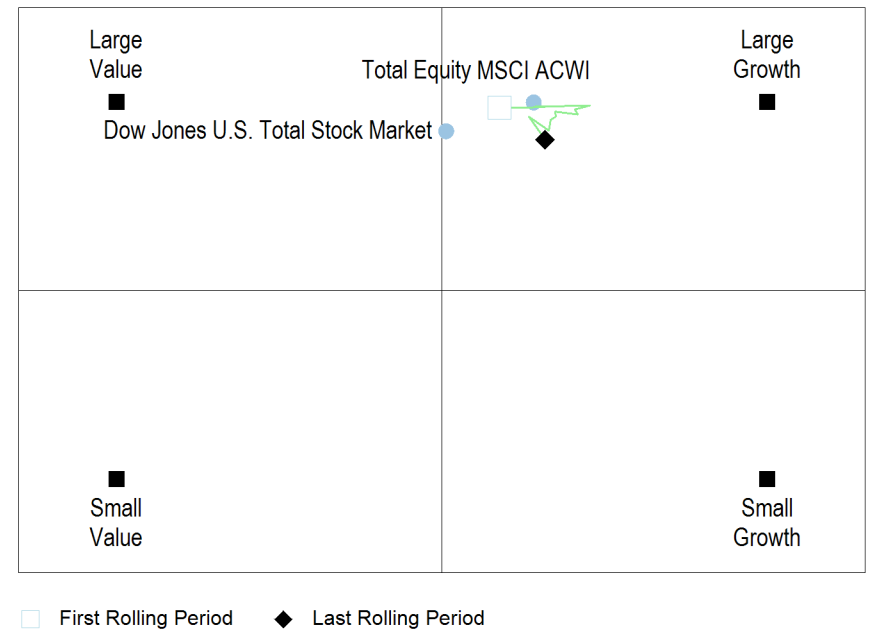 Large
Value
Large
Growth
Total Equity MSCI ACWI
Dow Jones U.S. Total Stock Market
Small
Value
Small
Growth
First Rolling Period
Last Rolling Period